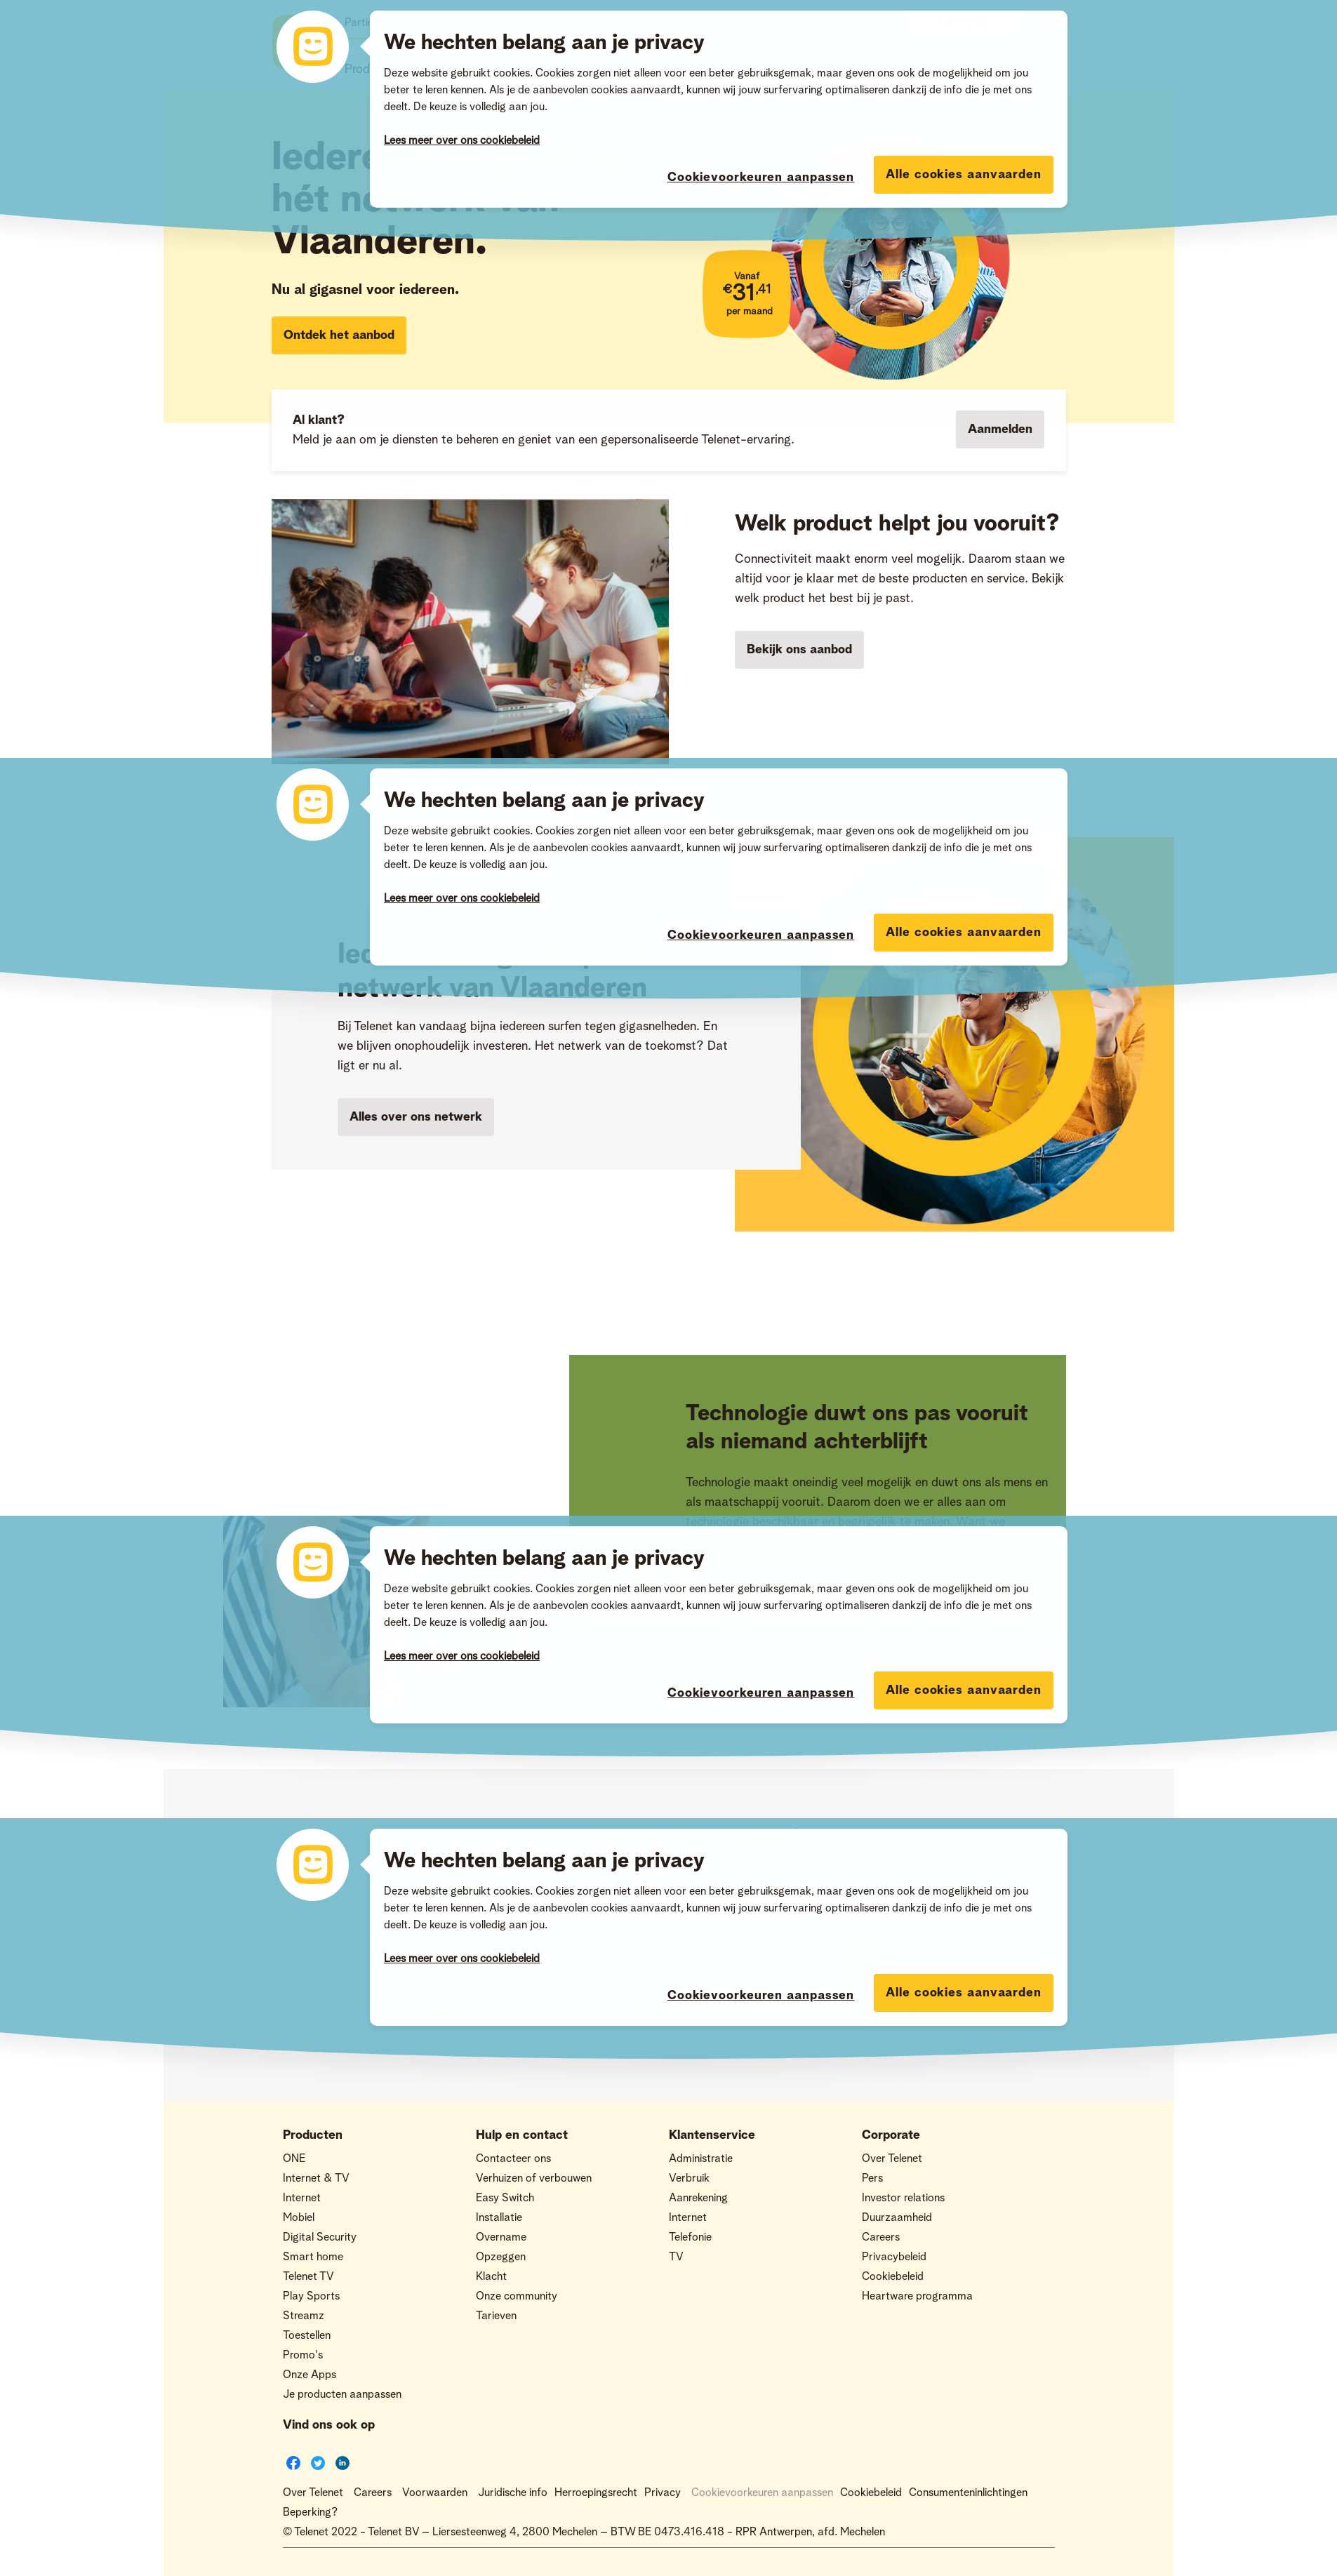 We hechten belang aan je privacy
Deze website gebruikt cookies. Cookies zorgen niet alleen voor een beter gebruiksgemak, maar geven ons ook de mogelijkheid om jou
beter te leren kennen. Als je de aanbevolen cookies aanvaardt, kunnen wij jouw surfervaring optimaliseren dankzij de info die je met ons
deelt. De keuze is volledig aan jou.
Lees meer over ons cookiebeleid
Cookievoorkeuren aanpassen
Alle cookies aanvaarden
hét netwerk van
Vlaanderen.
Nu al gigasnel voor iedereen.
Ontdek het aanbod
Vanaf
€31,41
per maand
Al klant?
Meld je aan om je diensten te beheren en geniet van een gepersonaliseerde Telenet-ervaring.
Aanmelden
Welk product helpt jou vooruit?
Connectiviteit maakt enorm veel mogelijk. Daarom staan we
altijd voor je klaar met de beste producten en service. Bekijk
welk product het best bij je past.
Bekijk ons aanbod
We hechten belang aan je privacy
Deze website gebruikt cookies. Cookies zorgen niet alleen voor een beter gebruiksgemak, maar geven ons ook de mogelijkheid om jou
beter te leren kennen. Als je de aanbevolen cookies aanvaardt, kunnen wij jouw surfervaring optimaliseren dankzij de info die je met ons
deelt. De keuze is volledig aan jou.
Lees meer over ons cookiebeleid
Cookievoorkeuren aanpassen
Alle cookies aanvaarden
netwerk van Vlaanderen
Bij Telenet kan vandaag bijna iedereen surfen tegen gigasnelheden. En
we blijven onophoudelijk investeren. Het netwerk van de toekomst? Dat
ligt er nu al.
Alles over ons netwerk
Technologie duwt ons pas vooruit
als niemand achterblijft
Technologie maakt oneindig veel mogelijk en duwt ons als mens en
als maatschappij vooruit. Daarom doen we er alles aan om
technologie beschikbaar en begrijpelijk te maken. Want we
We hechten belang aan je privacy
Deze website gebruikt cookies. Cookies zorgen niet alleen voor een beter gebruiksgemak, maar geven ons ook de mogelijkheid om jou
beter te leren kennen. Als je de aanbevolen cookies aanvaardt, kunnen wij jouw surfervaring optimaliseren dankzij de info die je met ons
deelt. De keuze is volledig aan jou.
Lees meer over ons cookiebeleid
Cookievoorkeuren aanpassen
Alle cookies aanvaarden
We hechten belang aan je privacy
Deze website gebruikt cookies. Cookies zorgen niet alleen voor een beter gebruiksgemak, maar geven ons ook de mogelijkheid om jou
beter te leren kennen. Als je de aanbevolen cookies aanvaardt, kunnen wij jouw surfervaring optimaliseren dankzij de info die je met ons
deelt. De keuze is volledig aan jou.
Lees meer over ons cookiebeleid
Cookievoorkeuren aanpassen
Alle cookies aanvaarden
Producten
ONE
Internet & TV
Internet
Mobiel
Digital Security
Smart home
Telenet TV
Play Sports
Streamz
Toestellen
Promo's
Onze Apps
Je producten aanpassen
Hulp en contact
Contacteer ons
Verhuizen of verbouwen
Easy Switch
Installatie
Overname
Opzeggen
Klacht
Onze community
Tarieven
Klantenservice
Administratie
Verbruik
Aanrekening
Internet
Telefonie
TV
Corporate
Over Telenet
Pers
Investor relations
Duurzaamheid
Careers
Privacybeleid
Cookiebeleid
Heartware programma
Vind ons ook op
Over Telenet Careers Voorwaarden Juridische info Herroepingsrecht Privacy Cookievoorkeuren aanpassen Cookiebeleid Consumenteninlichtingen
Beperking?
© Telenet 2022 - Telenet BV – Liersesteenweg 4, 2800 Mechelen – BTW BE 0473.416.418 - RPR Antwerpen, afd. Mechelen